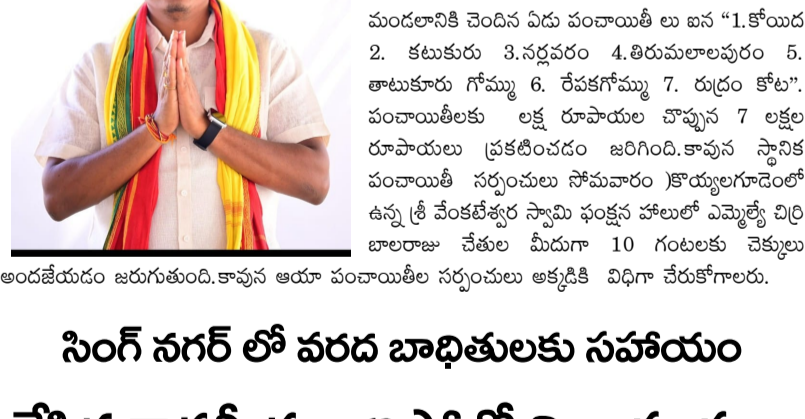 మండలానికి చెందిన ఏడు పంచాయితీ లు ఐన “1.కోయిద
2. కటుకురు 3.నర్లవరం 4.తిరుమలాలపురం 5.
తాటుకూరు గోమ్ము 6. రేపకగోమ్ము 7. రుద్రం కోట”.
పంచాయితీలకు లక్ష రూపాయల చొప్పున 7 లక్షల
రూపాయలు ప్రకటించడం జరిగింది.కావున స్థానిక
పంచాయితీ సర్పంచులు సోమవారం )కొయ్యలగూడెంలో
ఉన్న శ్రీ వేంకటేశ్వర స్వామి ఫంక్షన హాలులో ఎమ్మెల్యే చిర్రి
బాలరాజు చేతుల మీదుగా 10 గంటలకు చెక్కులు
అందజేయడం జరుగుతుంది.కావున ఆయా పంచాయితీల సర్పంచులు అక్కడికి విధిగా చేరుకోగాలరు.
సింగ్ నగర్ లో వరద బాధితులకు సహాయం